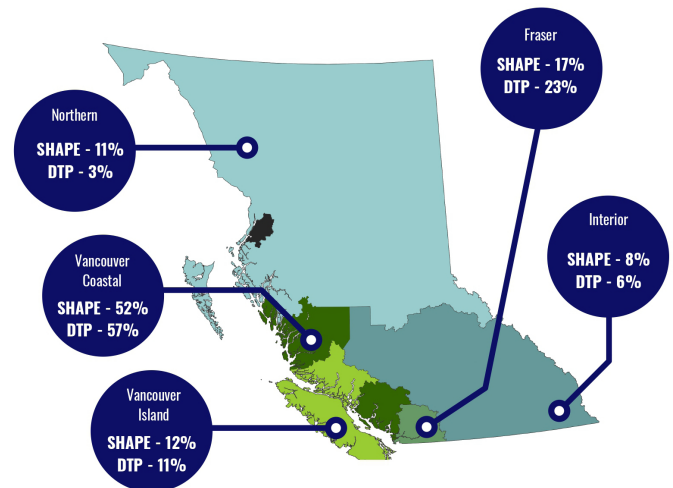 Fraser
SHAPE - 17%
DTP - 23%
Northern
SHAPE - 11%
DTP - 3%
Interior
SHAPE - 8%
DTP - 6%
Vancouver
Coastal
SHAPE - 52%
DTP - 57%
Vancouver
Island
SHAPE - 12%
DTP - 11%